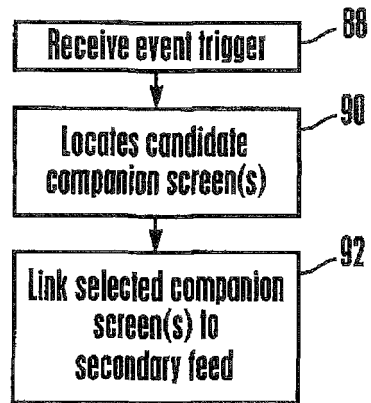 88
Receive event trigger
90
Locates candidate
companion screen(s)
92
Link selected companion
screen(s) to
secondary feed